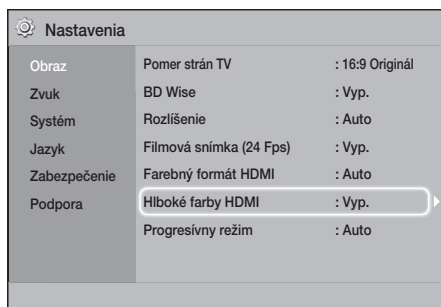 Nastavenia
Obraz
Zvuk
Systém
Jazyk
Zabezpečenie
Podpora
Pomer strán TV : 16:9 Originál
BD Wise : Vyp.
Rozlíšenie : Auto
Filmová snímka (24 Fps) : Vyp.
Farebný formát HDMI : Auto
Hlboké farby HDMI : Vyp.
Progresívny režim : Auto